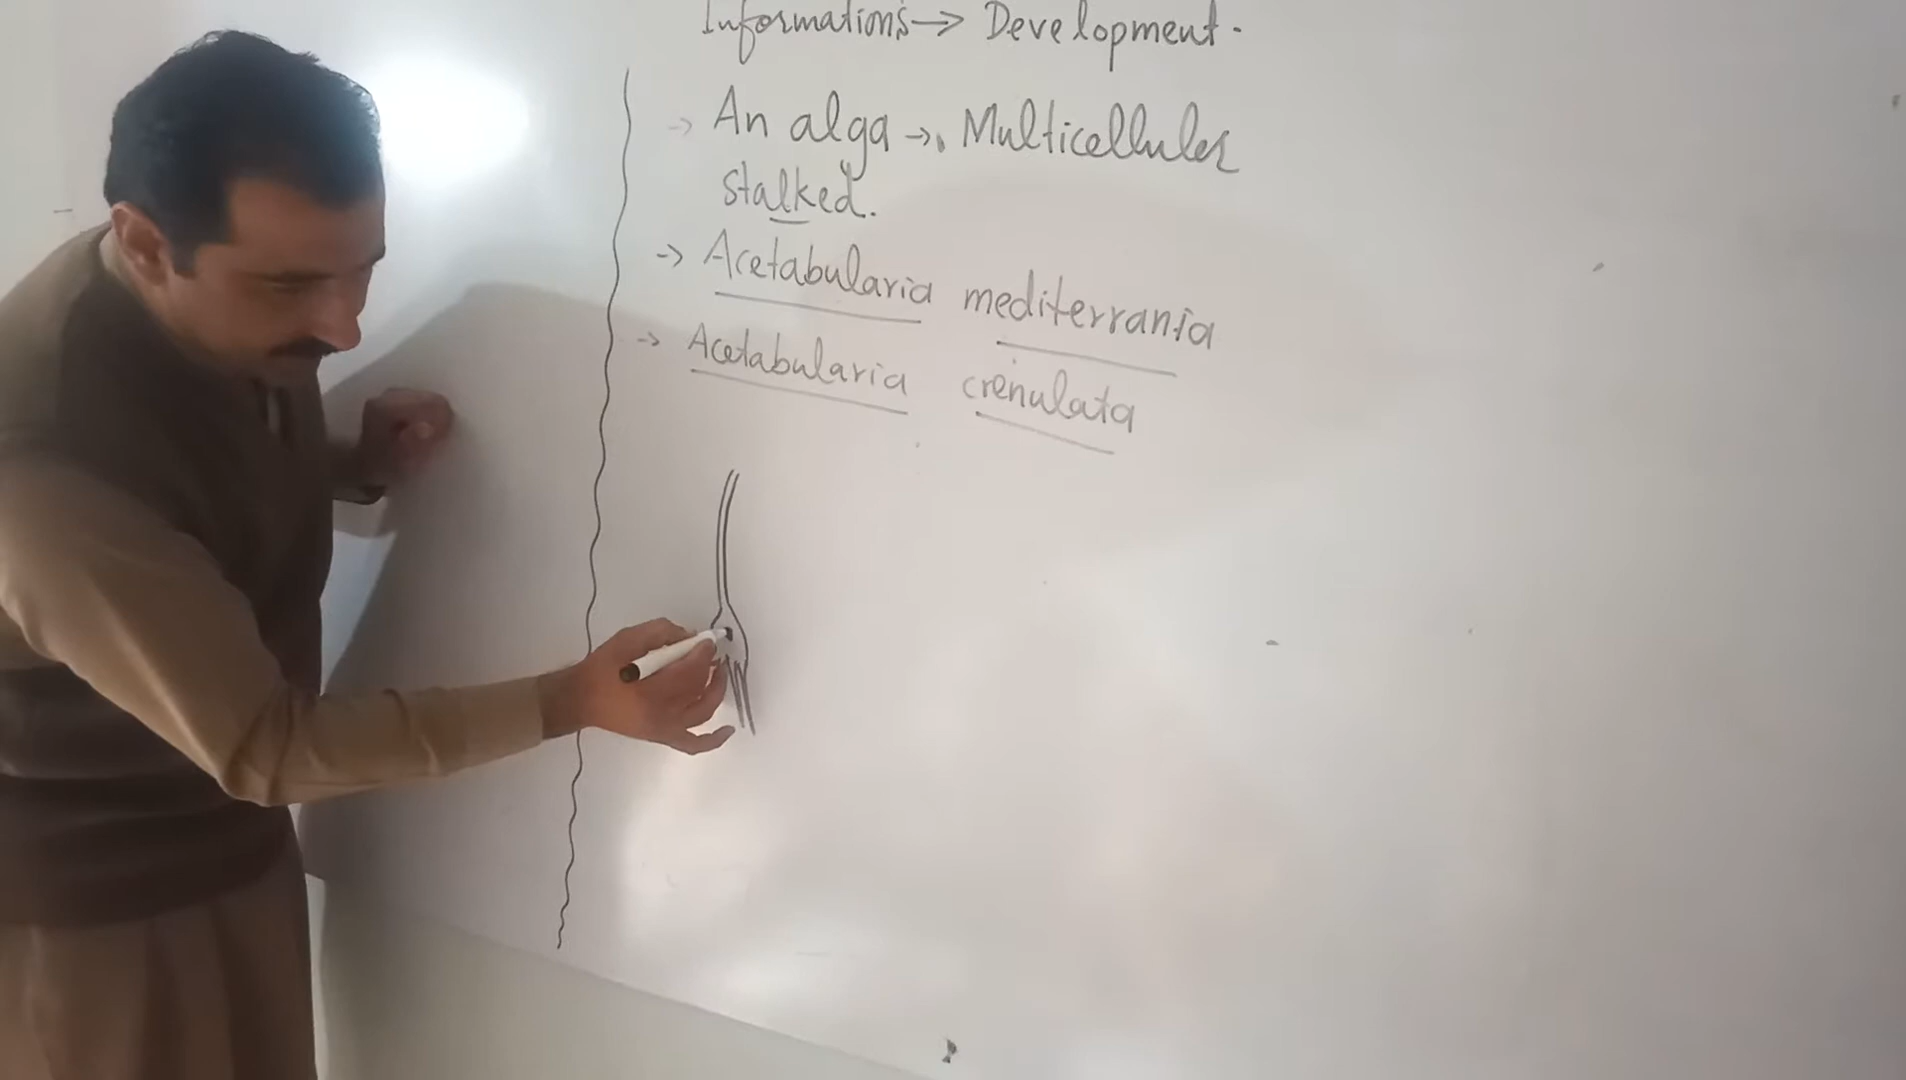 Informations → Development.
→ An alga → Multicelluler
stalked.
→ Acetabularia mediterrania
→ Acetabularia crenulata